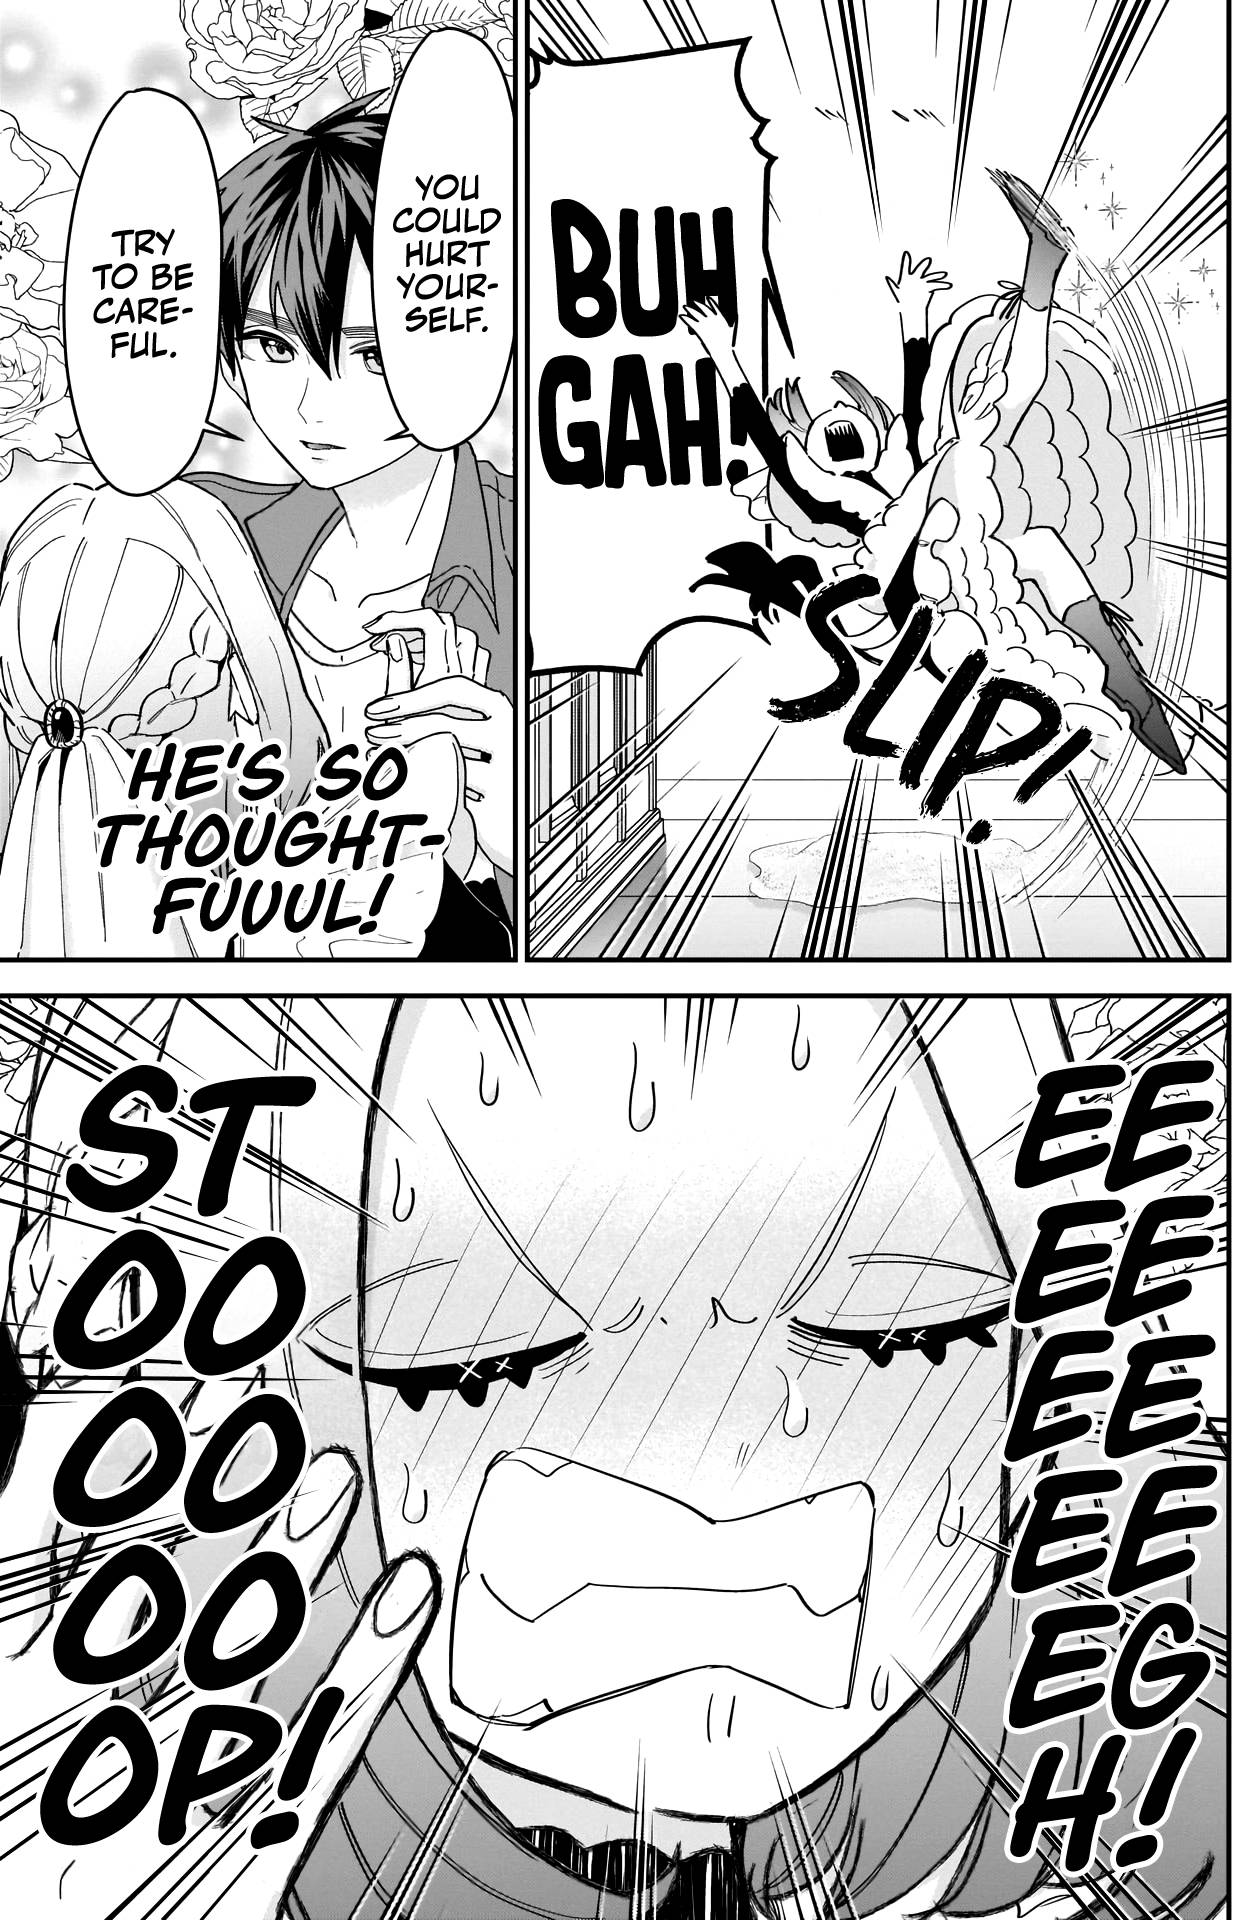 BUH
GAH!
SLIP!
YOU
COULD
HURT
YOUR-
SELF.
TRY
TO BE
CARE-
FUL.
HE'S SO
THOUGHT-
FUUUL!
EE
EE
EE
EE
EG
H!
ST
OO
OO
OO
OP!